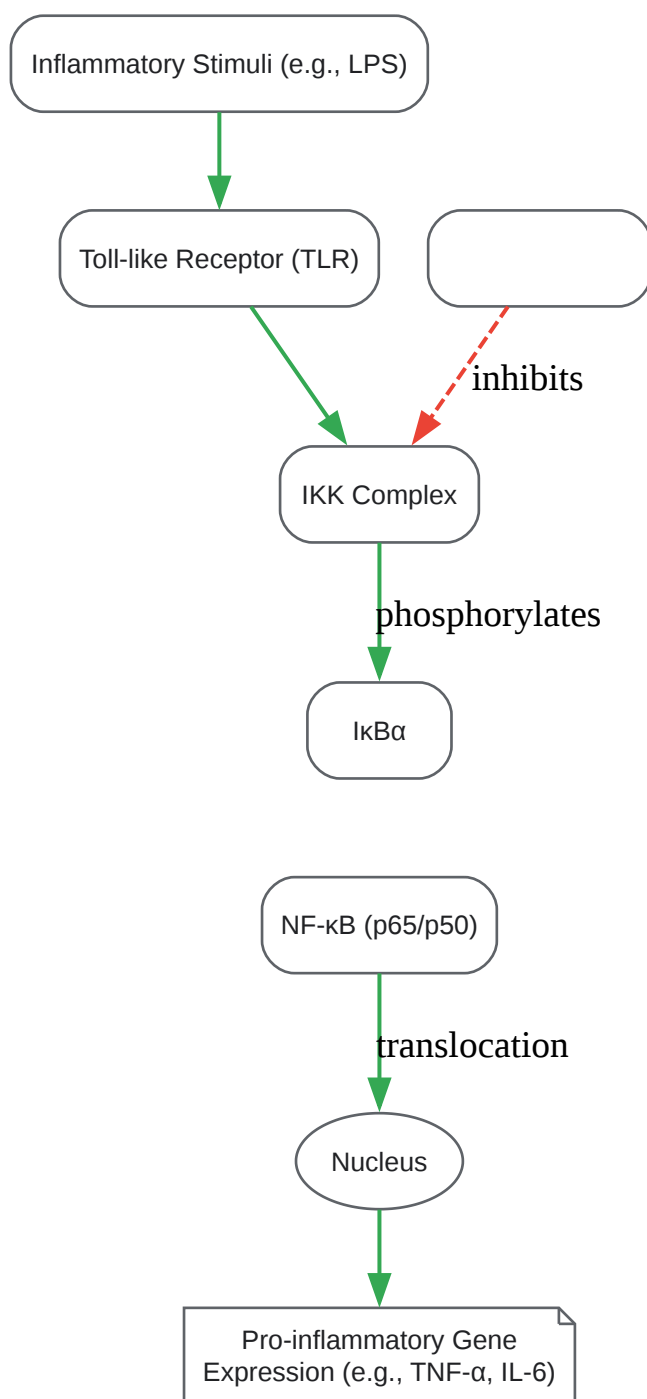 Inflammatory Stimuli (e.g., LPS)
Toll-like Receptor (TLR)
inhibits
IKK Complex
phosphorylates
IκBα
NF-κB (p65/p50)
translocation
Nucleus
Pro-inflammatory Gene
Expression (e.g., TNF-α, IL-6)